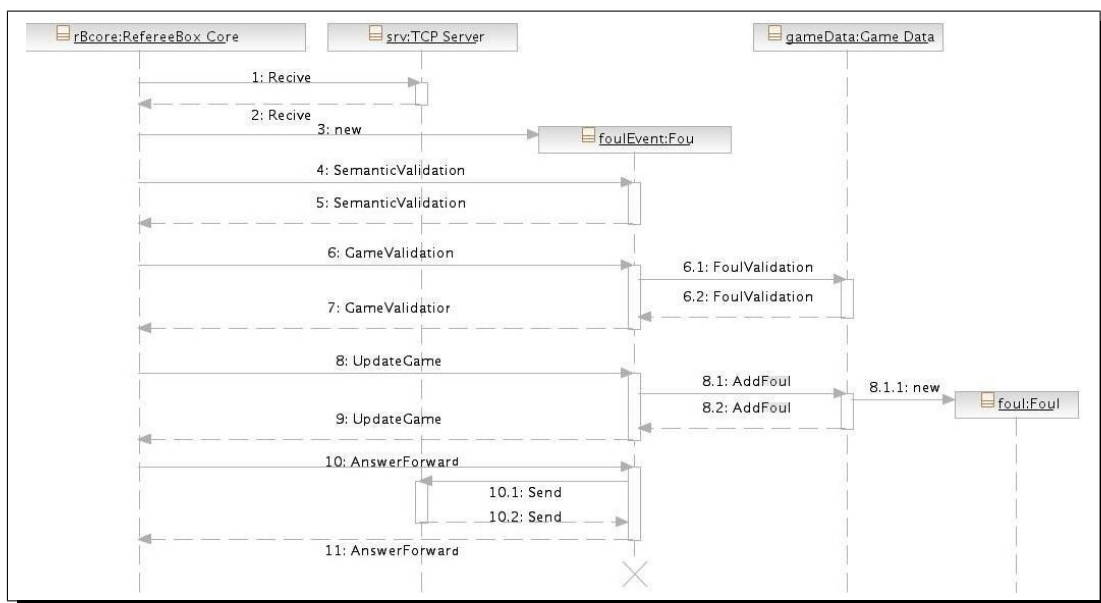 rBcore:RefereeBox Core
srv:TCP Server
gameData:Game Data
1: Recive
2: Recive
3: new
foulEvent:Fou
4: SemanticValidation
5: SemanticValidation
6: GameValidation
6.1: FoulValidation
6.2: FoulValidation
7: GameValidatior
8: UpdateGame
8.1: AddFoul
8.1.1: new
8.2: AddFoul
foul:Foul
9: UpdateGame
10: AnswerForward
10.1: Send
10.2: Send
11: AnswerForward